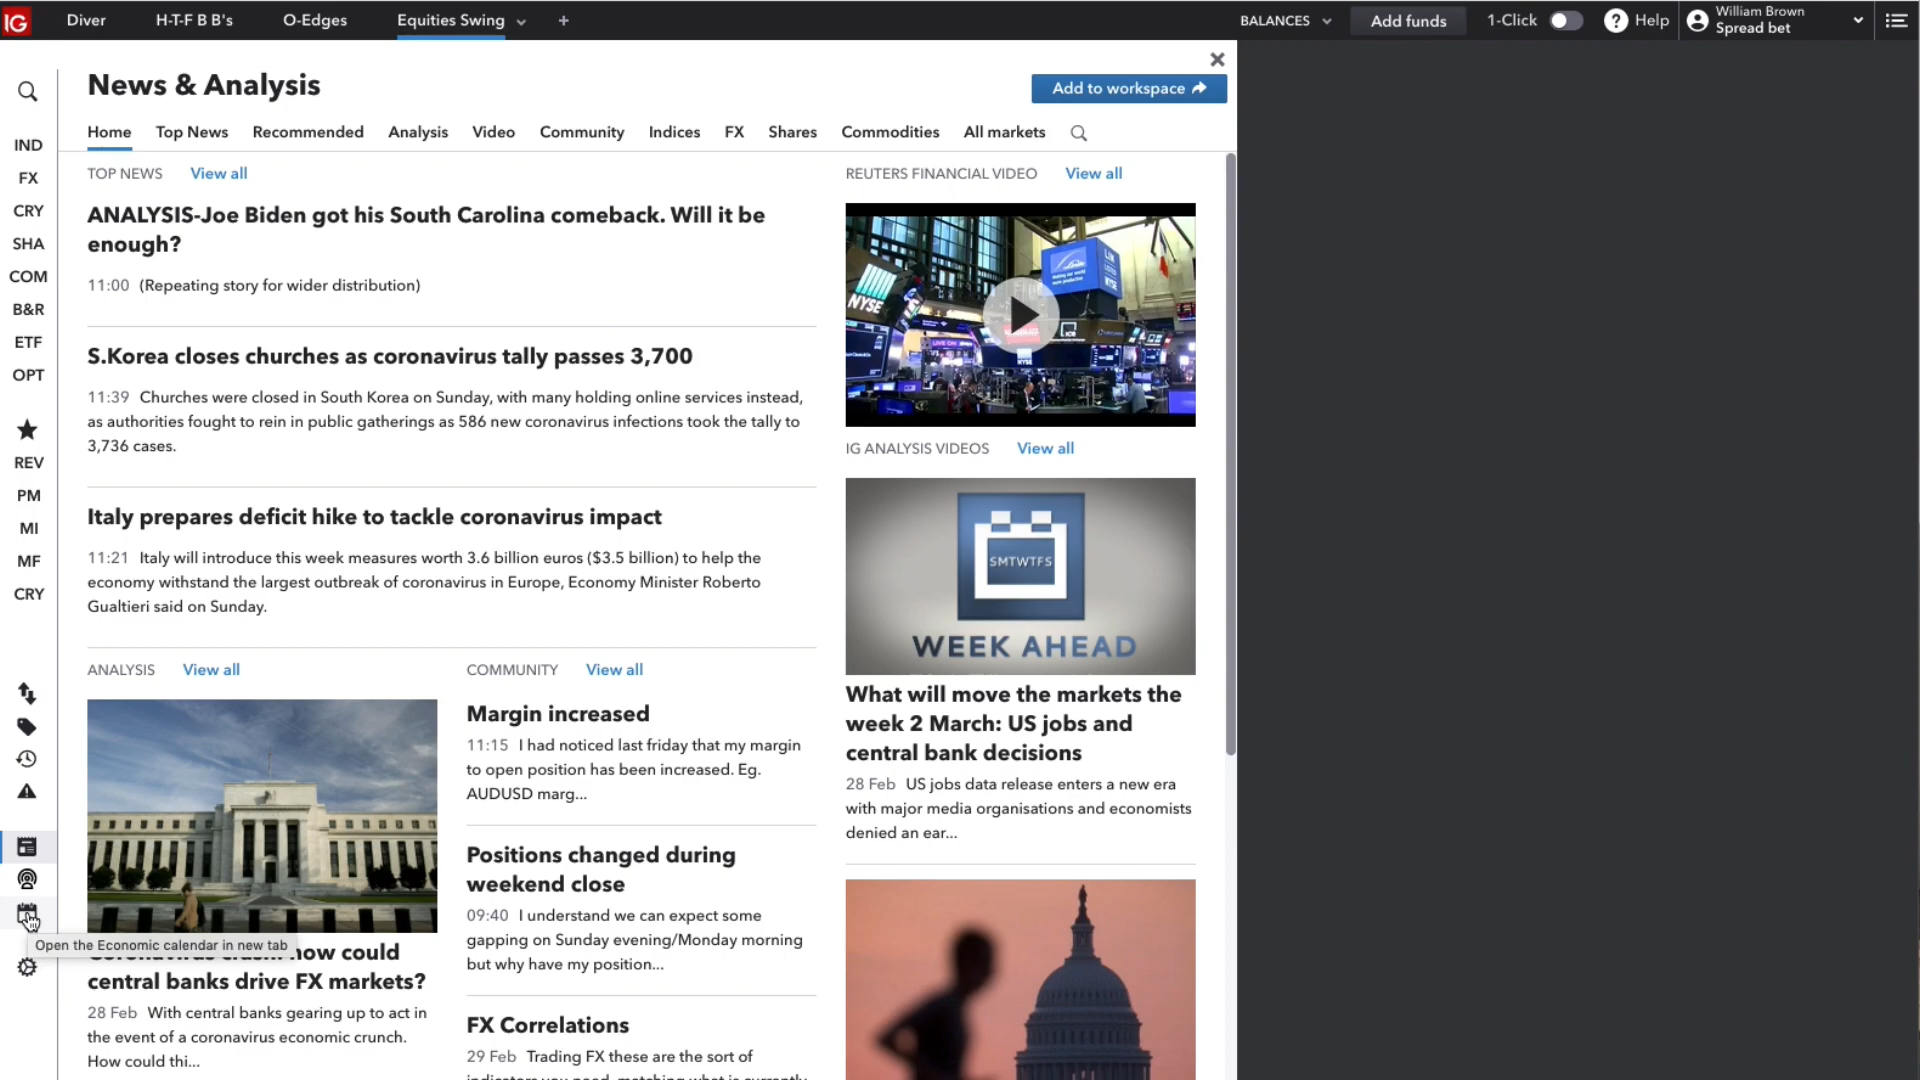 IG
Diver
H-T-F B B's
O-Edges
Equities Swing
+
BALANCES
Add funds
1-Click
? Help
William Brown
Spread bet
News & Analysis
Add to workspace
Home
Top News
Recommended
Analysis
Video
Community
Indices
FX
Shares
Commodities
All markets
IND
FX
CRY
SHA
COM
B&R
ETF
OPT
REV
PM
MI
MF
CRY
TOP NEWS View all
ANALYSIS-Joe Biden got his South Carolina comeback. Will it be
enough?
11:00 (Repeating story for wider distribution)
S.Korea closes churches as coronavirus tally passes 3,700
11:39 Churches were closed in South Korea on Sunday, with many holding online services instead,
as authorities fought to rein in public gatherings as 586 new coronavirus infections took the tally to
3,736 cases.
Italy prepares deficit hike to tackle coronavirus impact
11:21 Italy will introduce this week measures worth 3.6 billion euros ($3.5 billion) to help the
economy withstand the largest outbreak of coronavirus in Europe, Economy Minister Roberto
Gualtieri said on Sunday.
ANALYSIS View all
Open the Economic calendar in new tab
how could
central banks drive FX markets?
28 Feb With central banks gearing up to act in
the event of a coronavirus economic crunch.
How could thi...
COMMUNITY View all
Margin increased
11:15 I had noticed last friday that my margin
to open position has been increased. Eg.
AUDUSD marg...
Positions changed during
weekend close
09:40 I understand we can expect some
gapping on Sunday evening/Monday morning
but why have my position...
FX Correlations
29 Feb Trading FX these are the sort of
REUTERS FINANCIAL VIDEO View all
NYSE
LIN
NYSE
IG ANALYSIS VIDEOS View all
SMTWTFS
WEEK AHEAD
What will move the markets the
week 2 March: US jobs and
central bank decisions
28 Feb US jobs data release enters a new era
with major media organisations and economists
denied an ear...